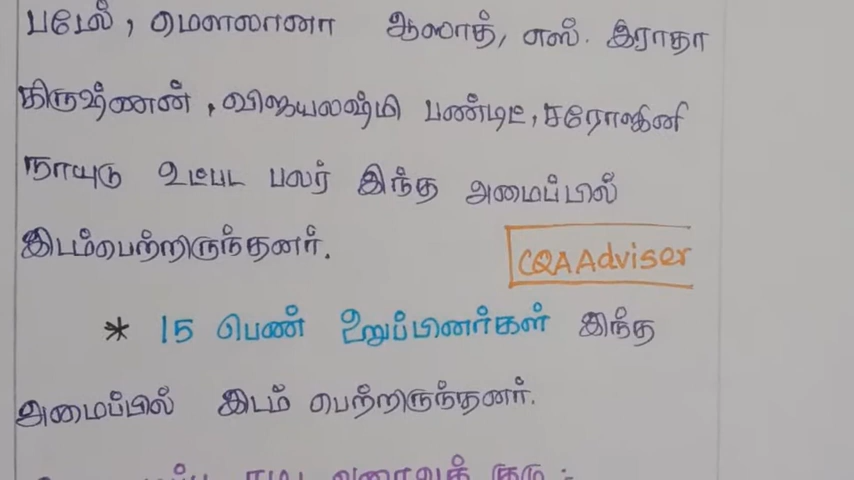 படேல், மௌலானா ஆஸாத், எஸ். இராதா
கிருஷ்ணன், விஜயலஷ்மி பண்டிட், சரோஜினி
நாயுடு உட்பட பலர் இந்த அமைப்பில்
இடம்பெற்றிருந்தனர்.
CQAAdviser
* 15 பெண் உறுப்பினர்கள் இந்த
அமைப்பில் இடம் பெற்றிருந்தனர்.